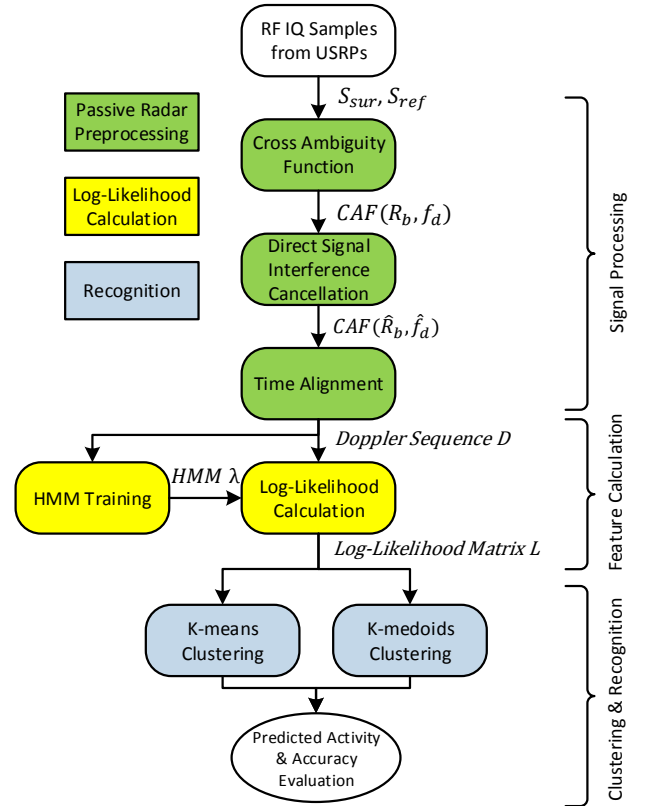 RF IQ Samples
from USRPs
S_sur, S_ref
Passive Radar
Preprocessing
Cross Ambiguity
Function
Log-Likelihood
Calculation
CAF(R_b, f_d)
Direct Signal
Interference
Cancellation
Recognition
CAF(R̂_b, f̂_d)
Time Alignment
Signal Processing
Doppler Sequence D
HMM Training
HMM λ
Log-Likelihood
Calculation
Feature Calculation
Log-Likelihood Matrix L
K-means
Clustering
K-medoids
Clustering
Predicted Activity
& Accuracy
Evaluation
Clustering & Recognition